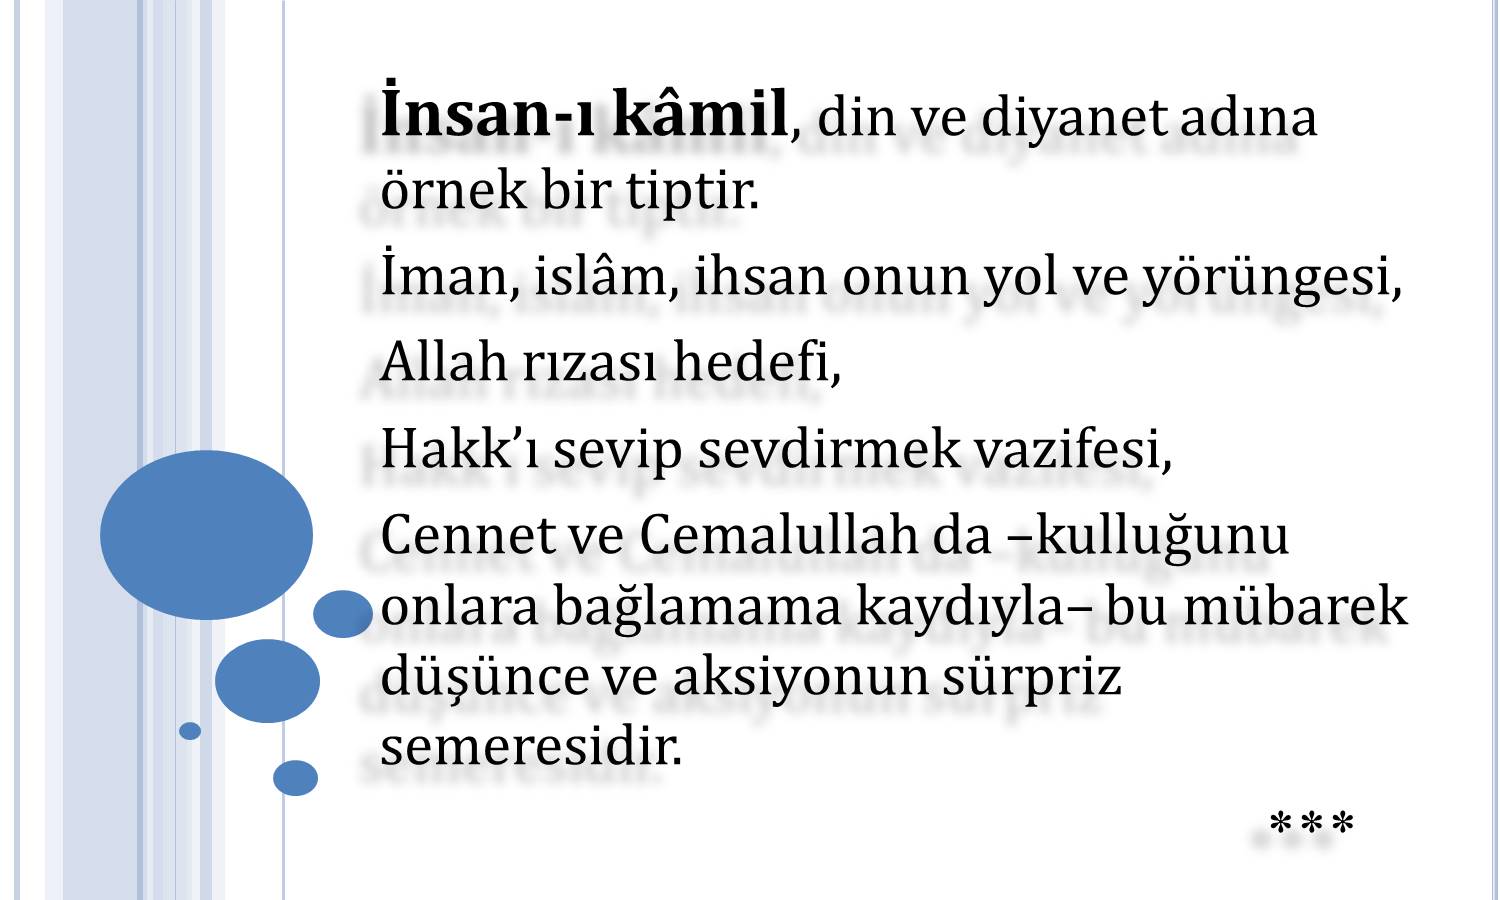 İnsan-ı kâmil, din ve diyanet adına
örnek bir tiptir.
İman, islâm, ihsan onun yol ve yörüngesi,
Allah rızası hedefi,
Hakk’ı sevip sevdirmek vazifesi,
Cennet ve Cemalullah da –kulluğunu
onlara bağlamama kaydıyla– bu mübarek
düşünce ve aksiyonun sürpriz
semeresidir.
***